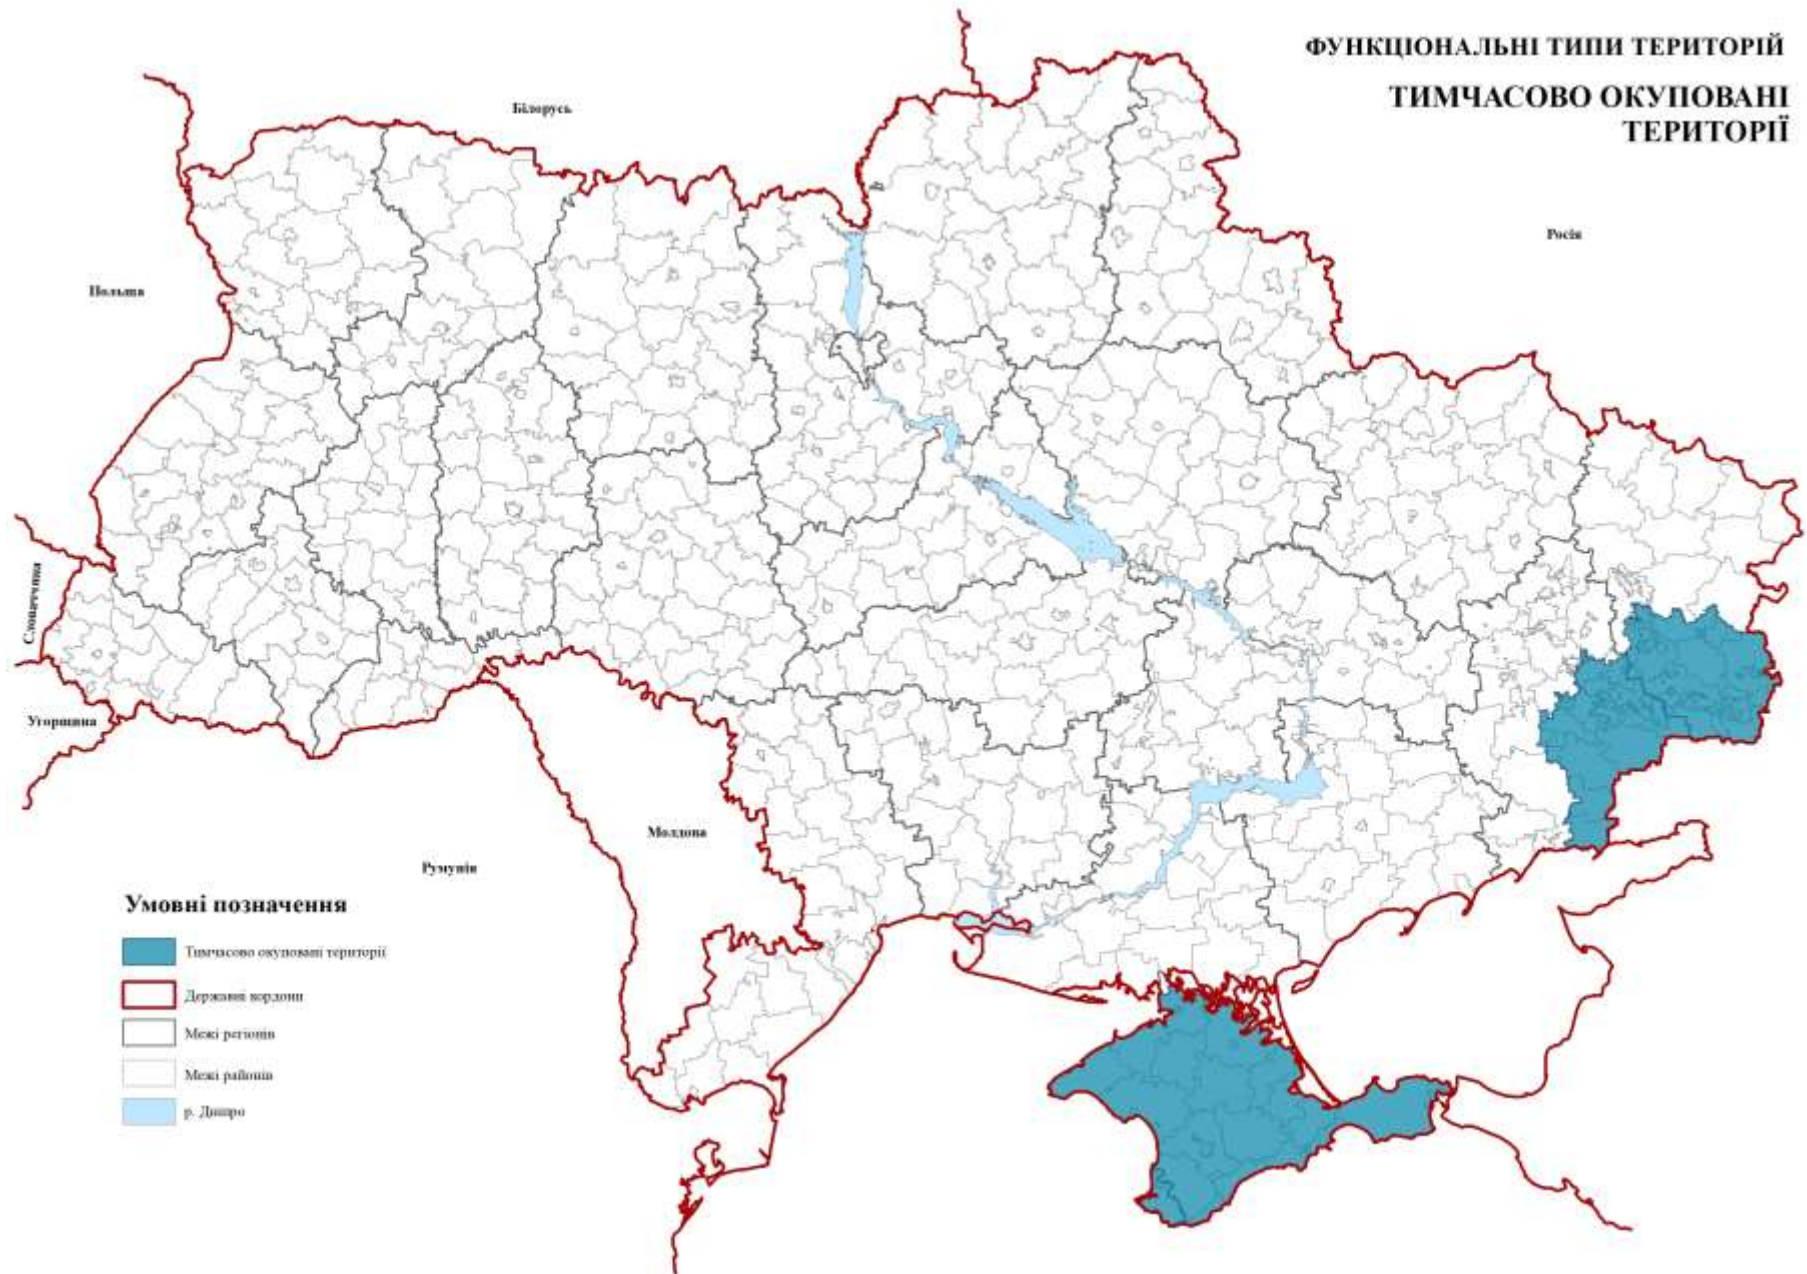 ФУНКЦІОНАЛЬНІ ТИПИ ТЕРИТОРІЙ
ТИМЧАСОВО ОКУПОВАНІ
ТЕРИТОРІЇ
Білорусь
Росія
Польща
Словаччина
Угорщина
Молдова
Румунія
Умовні позначення
Тимчасово окуповані території
Державні кордони
Межі регіонів
Межі районів
р. Дніпро